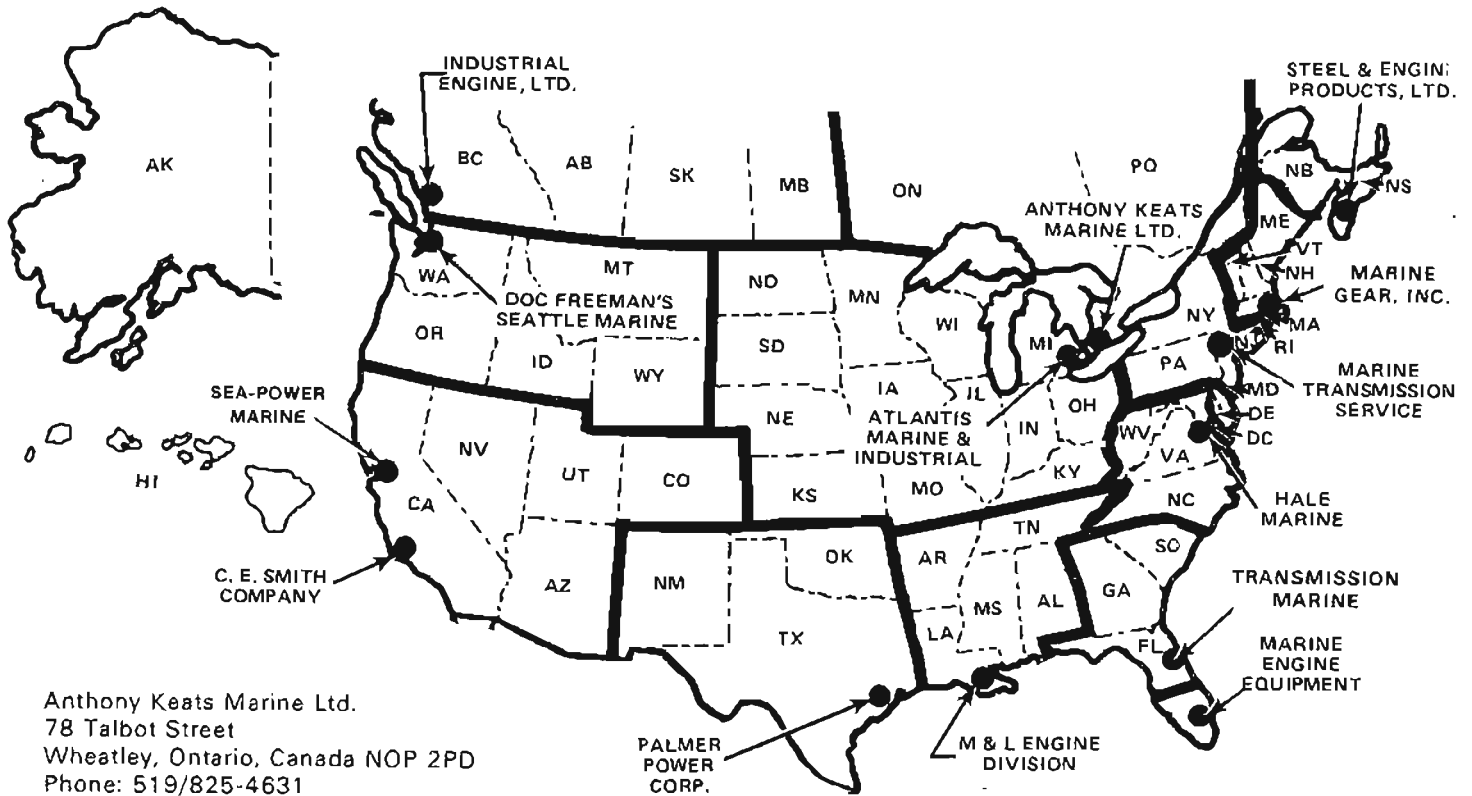 INDUSTRIAL
ENGINE, LTD.
STEEL & ENGIN
PRODUCTS, LTD.
AK
BC
AB
SK
MB
ON
PQ
NB
NS
ANTHONY KEATS
MARINE LTD.
ME
VT
NH
MARINE
GEAR, INC.
WA
MT
ND
MN
DOC FREEMAN'S
SEATTLE MARINE
OR
ID
WY
SD
WI
MI
NY
MA
RI
NJ
PA
MARINE
TRANSMISSION
SERVICE
SEA-POWER
MARINE
NV
UT
CO
NE
IA
IL
ATLANTIS
MARINE &
INDUSTRIAL
IN
OH
KY
WV
VA
MD
DE
DC
HI
CA
KS
MO
NC
HALE
MARINE
C. E. SMITH
COMPANY
AZ
NM
OK
TX
AR
TN
LA
MS
AL
GA
SC
FL
TRANSMISSION
MARINE
MARINE
ENGINE
EQUIPMENT
PALMER
POWER
CORP.
M & L ENGINE
DIVISION
Anthony Keats Marine Ltd.
78 Talbot Street
Wheatley, Ontario, Canada NOP 2PD
Phone: 519/825-4631